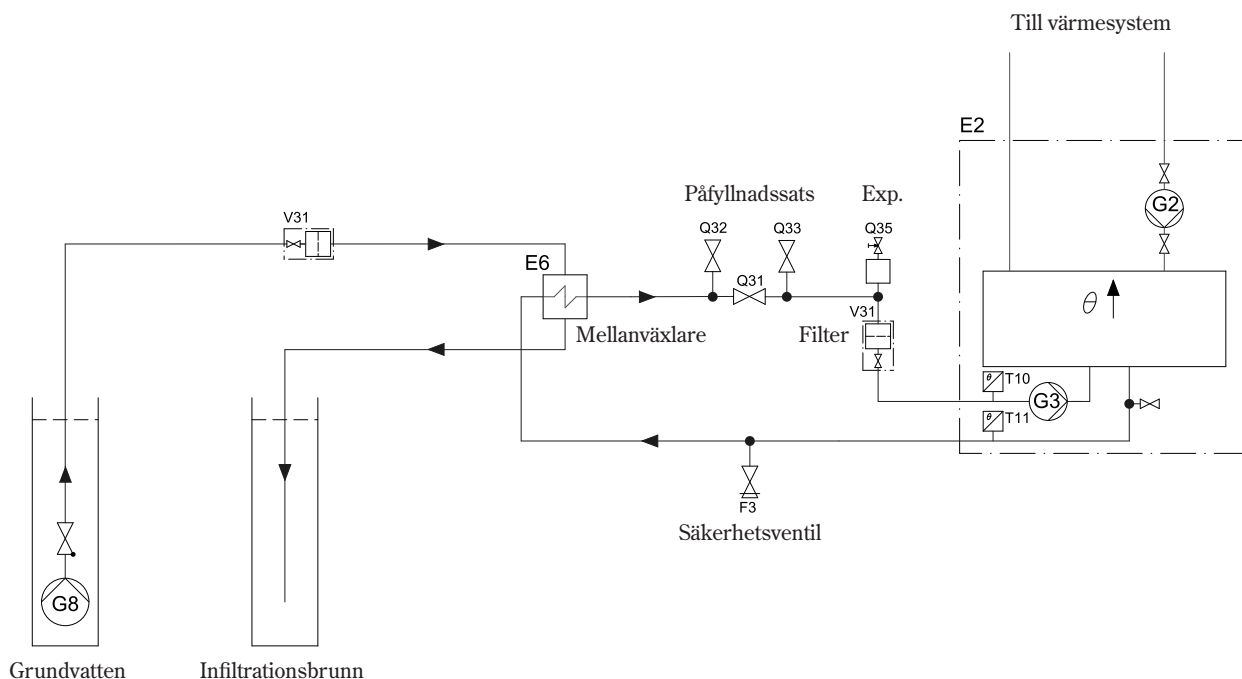 Till värmesystem
E2
Påfyllnadssats
Exp.
G2
V31
Q32
Q33
Q35
E6
Q31
θ
Mellanväxlare
V31
Filter
θ
T10
G3
θ
T11
F3
Säkerhetsventil
G8
Grundvatten
Infiltrationsbrunn